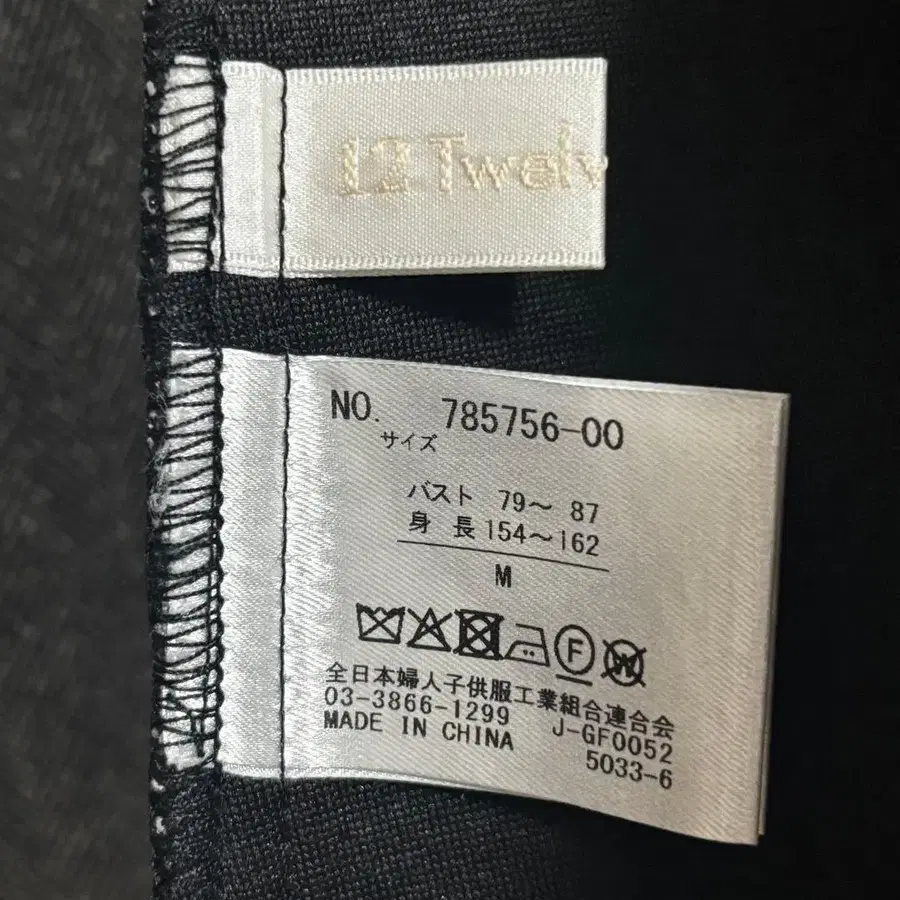 12 Twelv
NO. 785756-00
サイズ
バスト 79～ 87
身 長 154～162
M
F W
全日本婦人子供服工業組合連合会
03-3866-1299 J-GF0052
MADE IN CHINA 5033-6